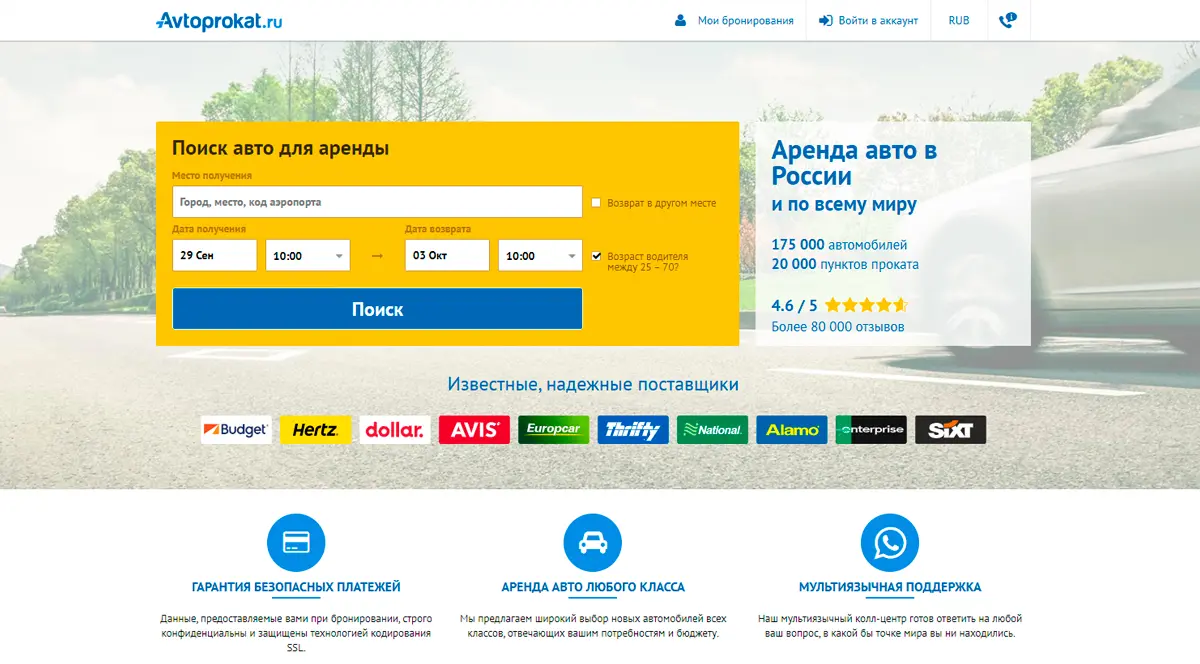 Avtoprokat.ru
Мои бронирования
Войти в аккаунт
RUB
Поиск авто для аренды
Место получения
Город, место, код аэропорта
Возврат в другом месте
Дата получения
Дата возврата
29 Сен
10:00
→
03 Окт
10:00
Возраст водителя
между 25 – 70?
Поиск
Аренда авто в
России
и по всему миру
175 000 автомобилей
20 000 пунктов проката
4.6 / 5
Более 80 000 отзывов
Известные, надежные поставщики
Budget
Hertz
dollar.
AVIS
Europcar
Thrifty
National.
Alamo
enterprise
SIXT
ГАРАНТИЯ БЕЗОПАСНЫХ ПЛАТЕЖЕЙ
Данные, предоставляемые вами при бронировании, строго
конфиденциальны и защищены технологией кодирования
SSL.
АРЕНДА АВТО ЛЮБОГО КЛАССА
Мы предлагаем широкий выбор новых автомобилей всех
классов, отвечающих вашим потребностям и бюджету.
МУЛЬТИЯЗЫЧНАЯ ПОДДЕРЖКА
Наш мультиязычный колл-центр готов ответить на любой
ваш вопрос, в какой бы точке мира вы ни находились.